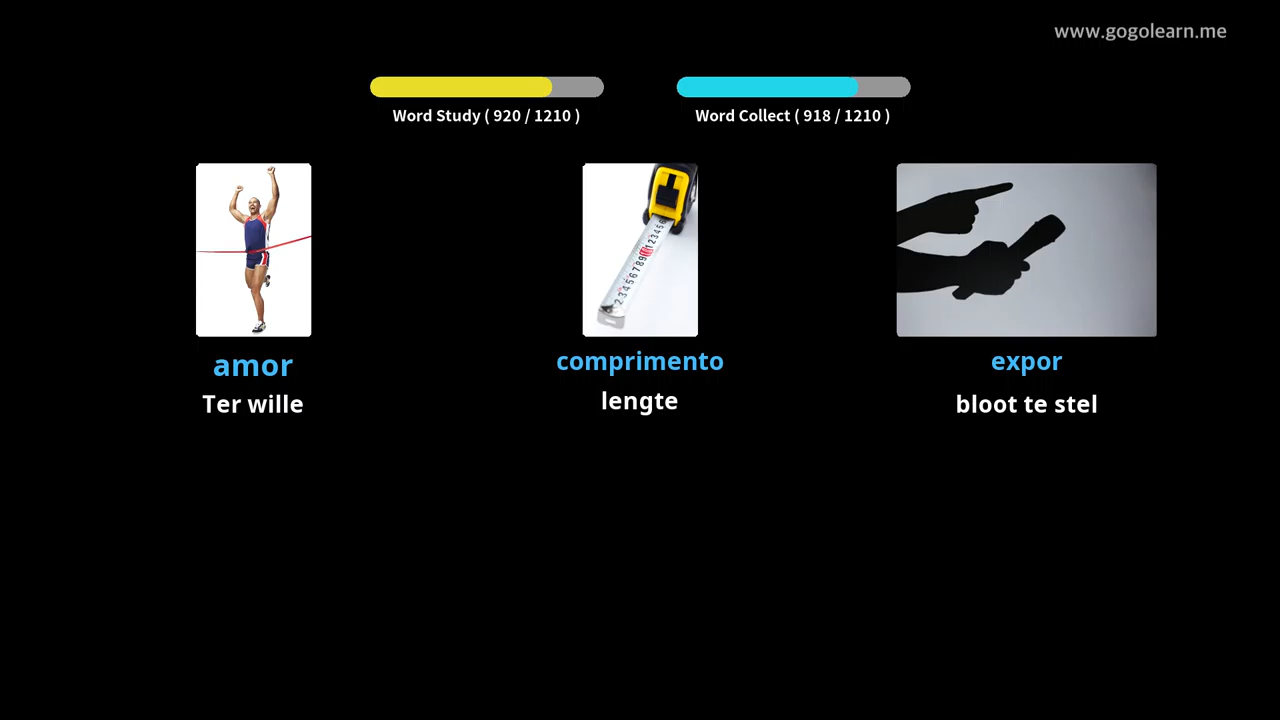 www.gogolearn.me
Word Study ( 920 / 1210 )
Word Collect ( 918 / 1210 )
amor
Ter wille
comprimento
lengte
expor
bloot te stel